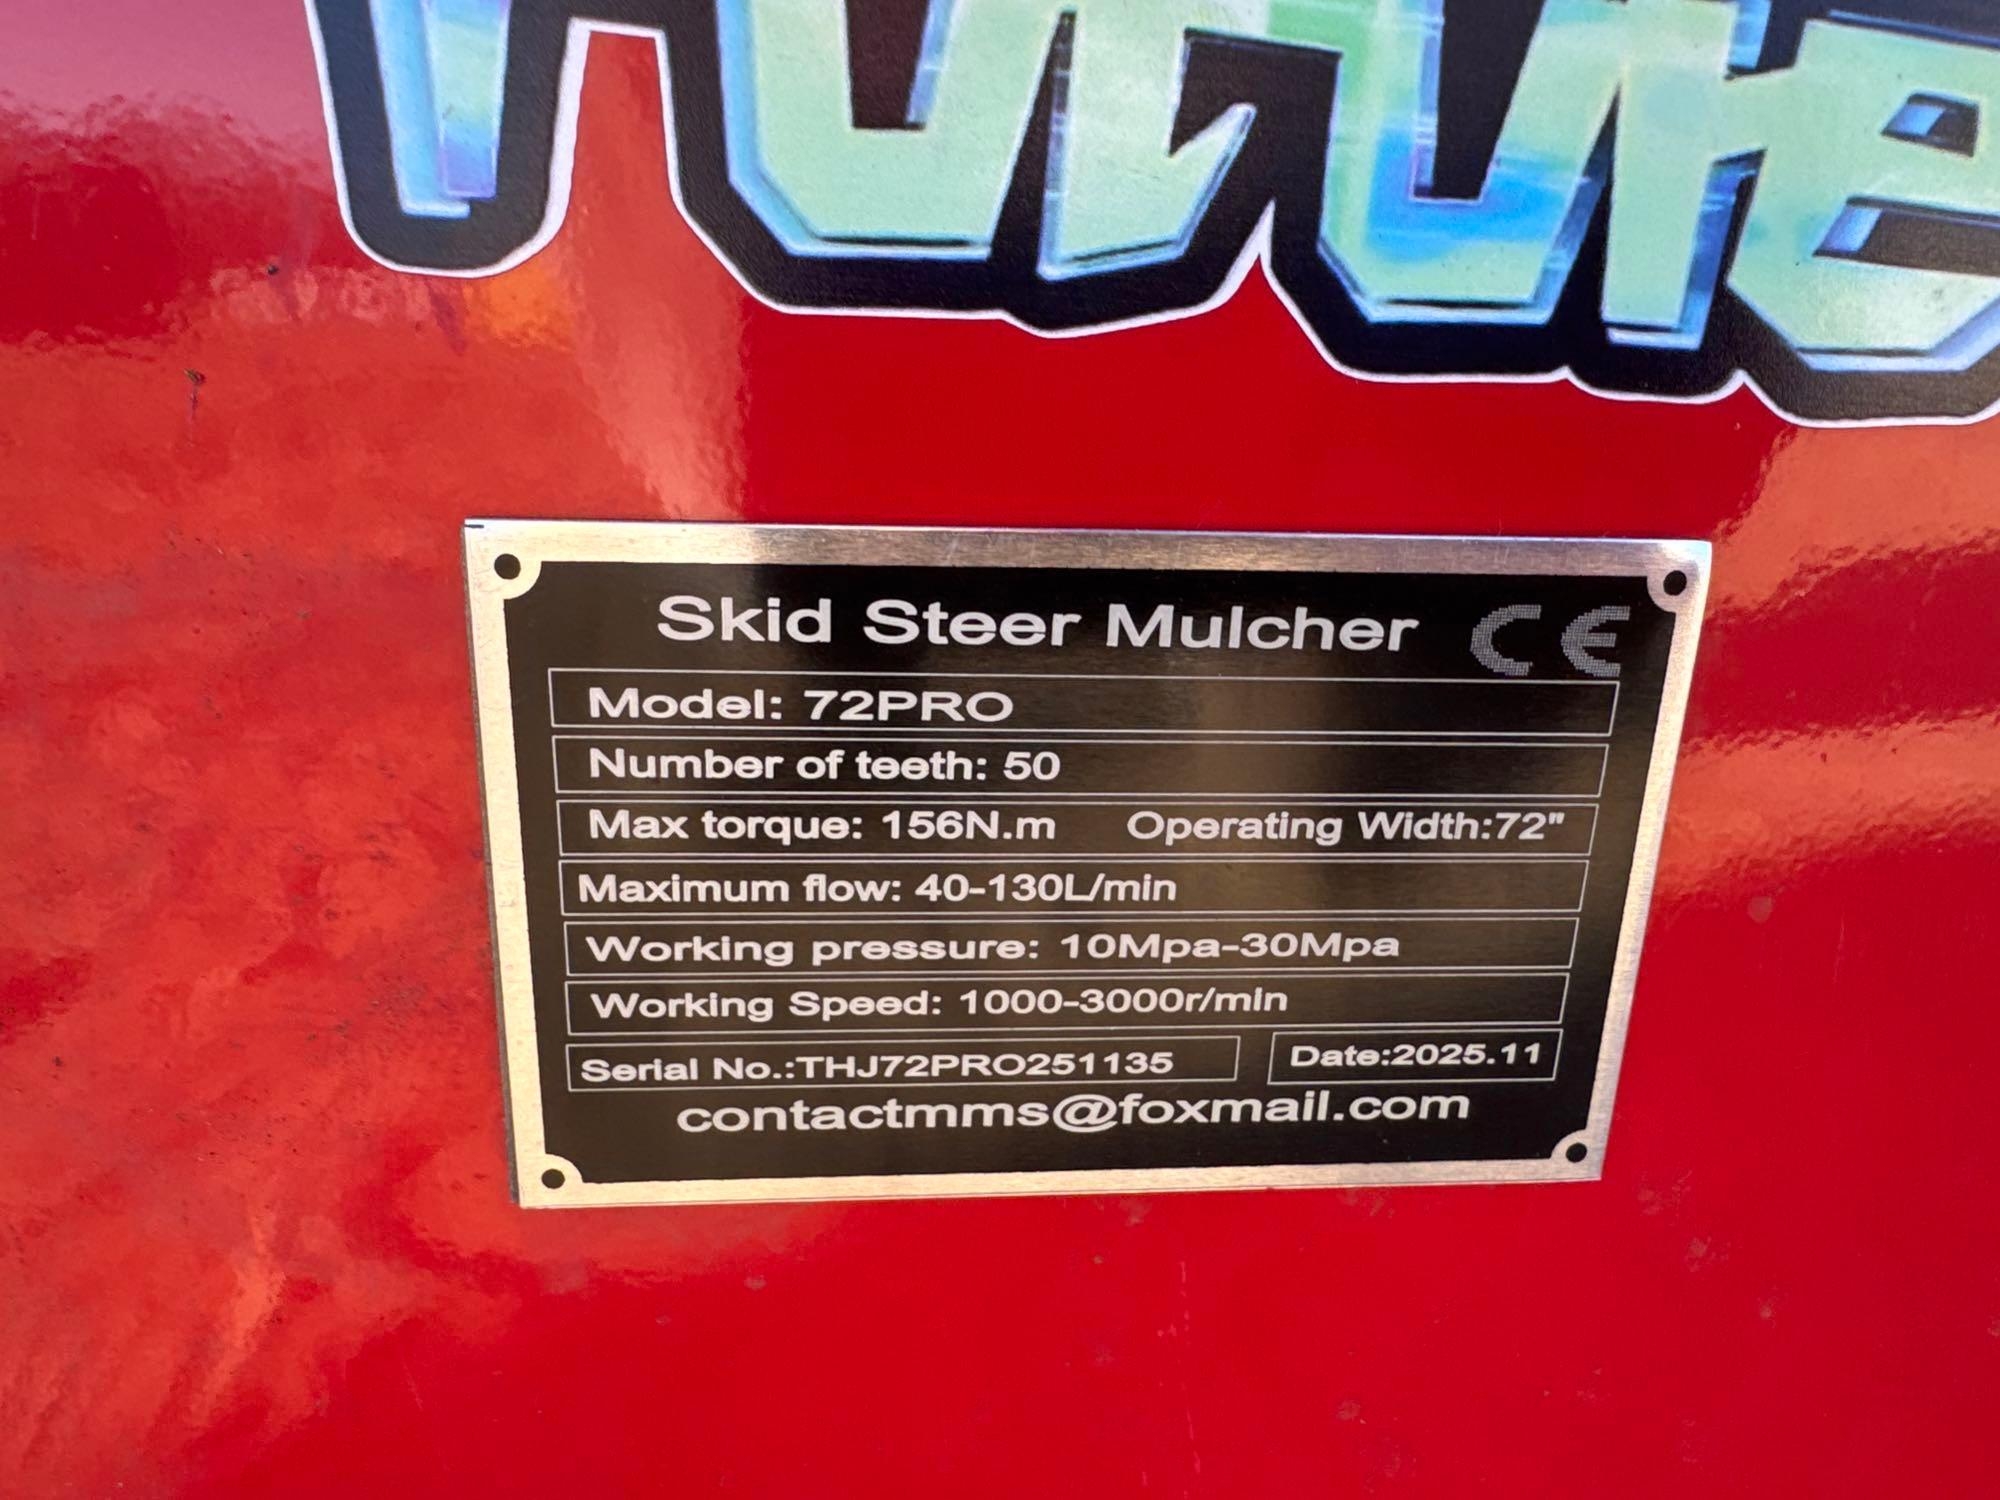 Skid Steer Mulcher CE
Model: 72PRO
Number of teeth: 50
Max torque: 156N.m Operating Width:72"
Maximum flow: 40-130L/min
Working pressure: 10Mpa-30Mpa
Working Speed: 1000-3000r/min
Serial No.:THJ72PRO251135 Date:2025.11
contactmms@foxmail.com